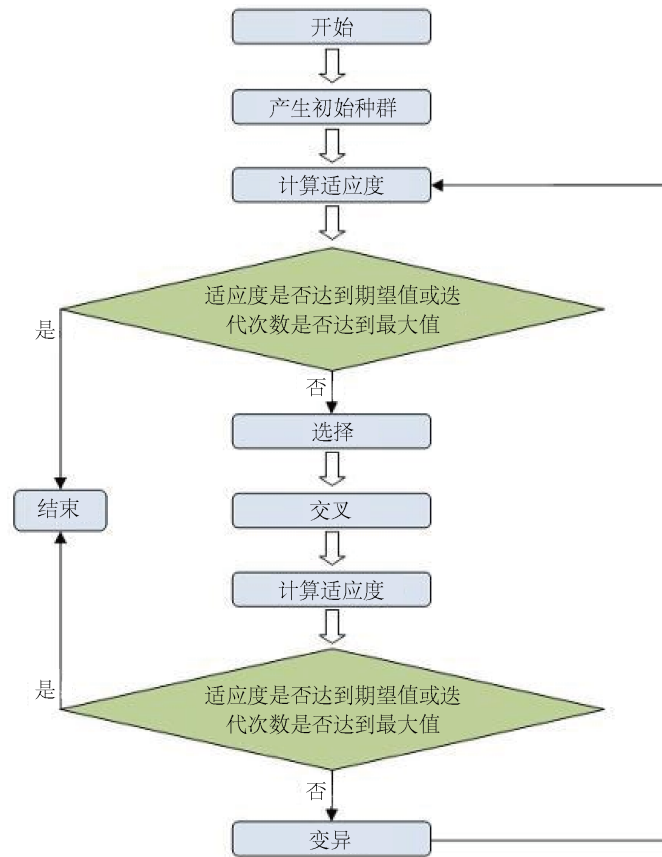 开始
产生初始种群
计算适应度
适应度是否达到期望值或迭
代次数是否达到最大值
是
否
选择
结束
交叉
计算适应度
适应度是否达到期望值或迭
代次数是否达到最大值
是
否
变异